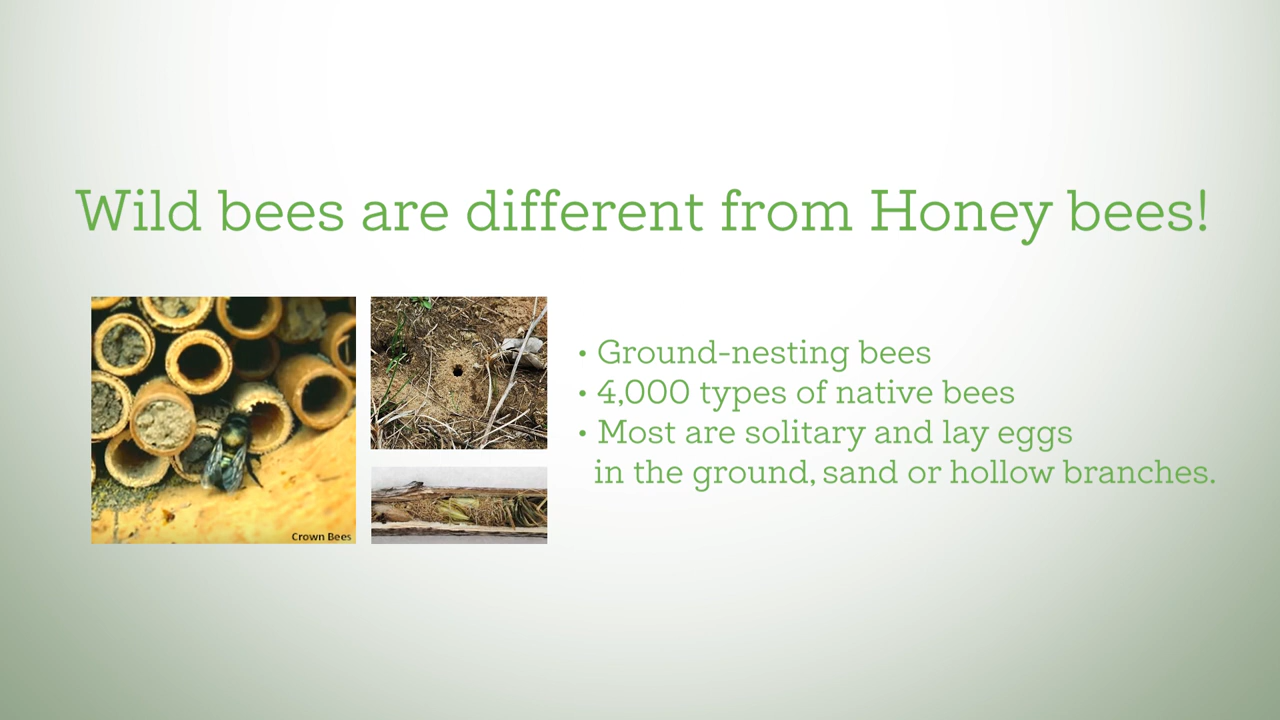 Wild bees are different from Honey bees!
• Ground-nesting bees
• 4,000 types of native bees
• Most are solitary and lay eggs
in the ground, sand or hollow branches.
Crown Bees